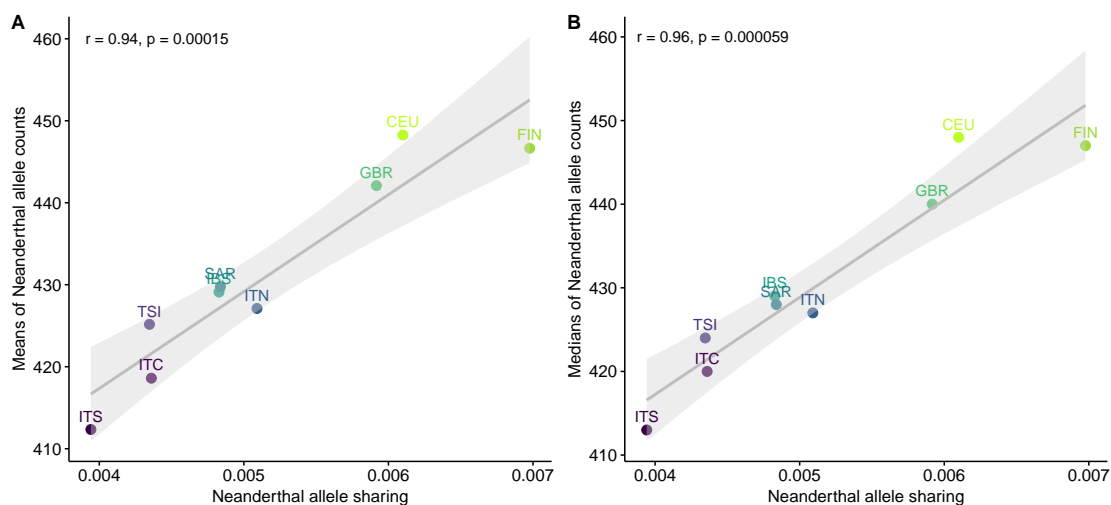 A
r = 0.94, p = 0.00015
Means of Neanderthal allele counts
460
450
440
430
420
410
CEU
FIN
GBR
SAR
IBS
ITN
TSI
ITC
ITS
0.004 0.005 0.006 0.007
Neanderthal allele sharing
B
r = 0.96, p = 0.000059
Medians of Neanderthal allele counts
460
450
440
430
420
410
CEU
FIN
GBR
IBS
SAR
ITN
TSI
ITC
ITS
0.004 0.005 0.006 0.007
Neanderthal allele sharing